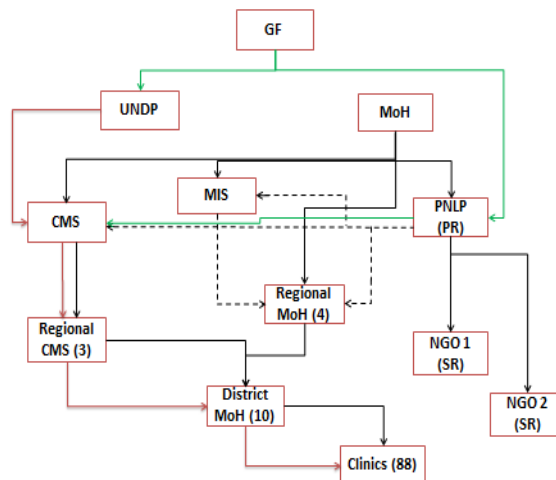 GF
UNDP
MoH
MIS
CMS
PNLP
(PR)
Regional
MoH (4)
Regional
CMS (3)
NGO 1
(SR)
District
MoH (10)
NGO 2
(SR)
Clinics (88)